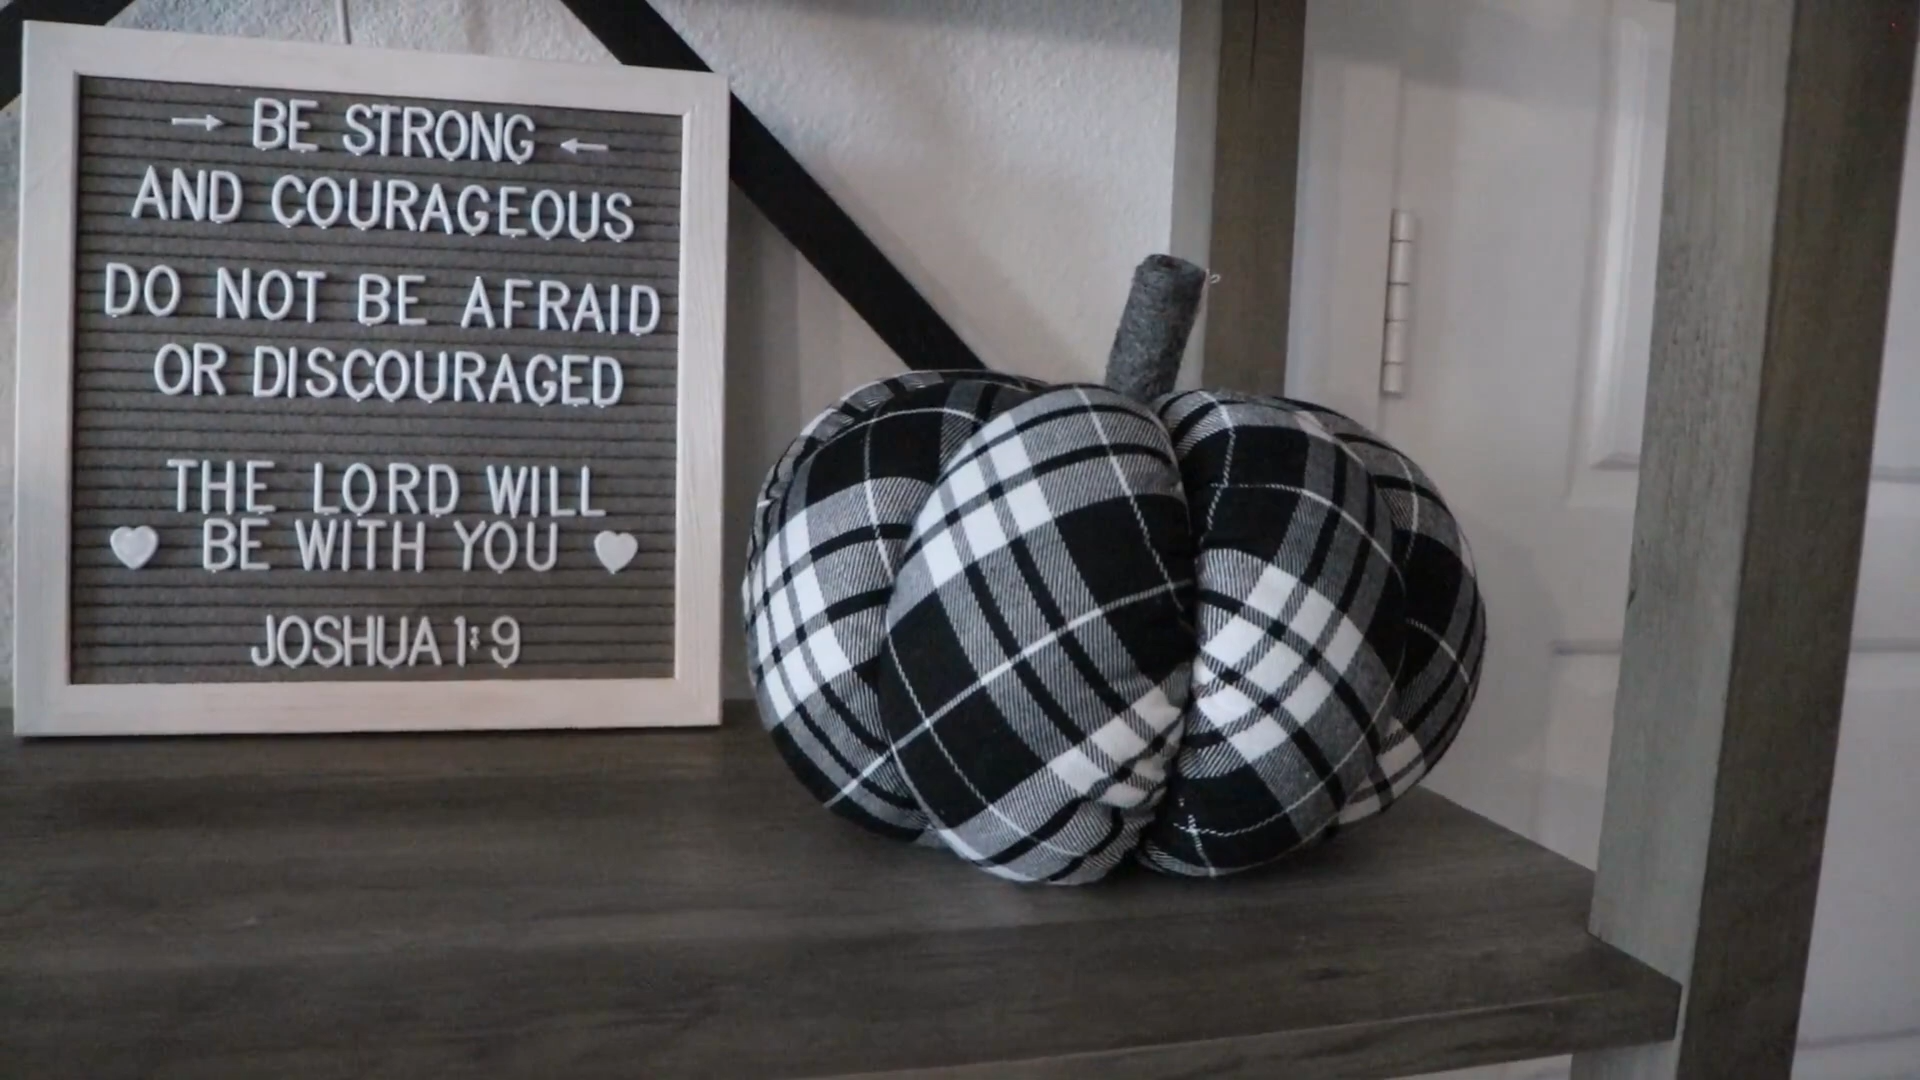 → BE STRONG ←
AND COURAGEOUS
DO NOT BE AFRAID
OR DISCOURAGED
THE LORD WILL
♥ BE WITH YOU ♥
JOSHUA 1:9